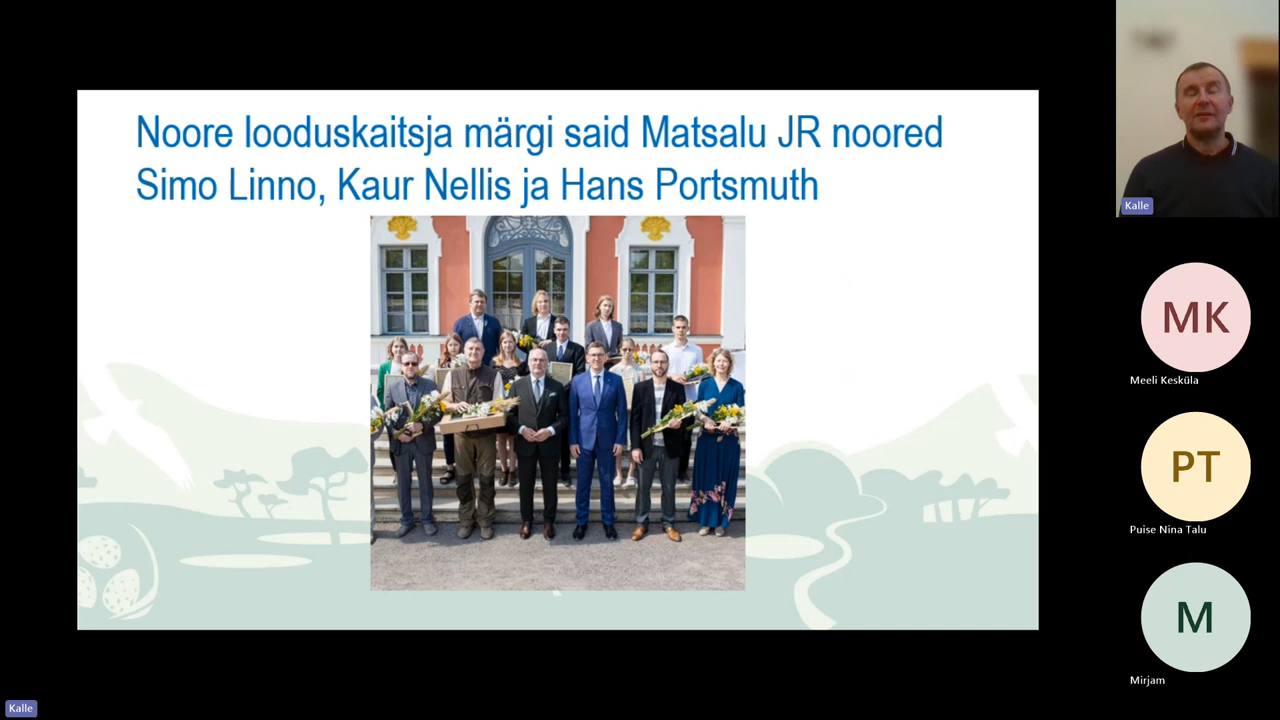 Noore looduskaitsja märgi said Matsalu JR noored
Simo Linno, Kaur Nellis ja Hans Portsmuth
Kalle
MK
Meeli Kesküla
PT
Puise Nina Talu
M
Mirjam
Kalle